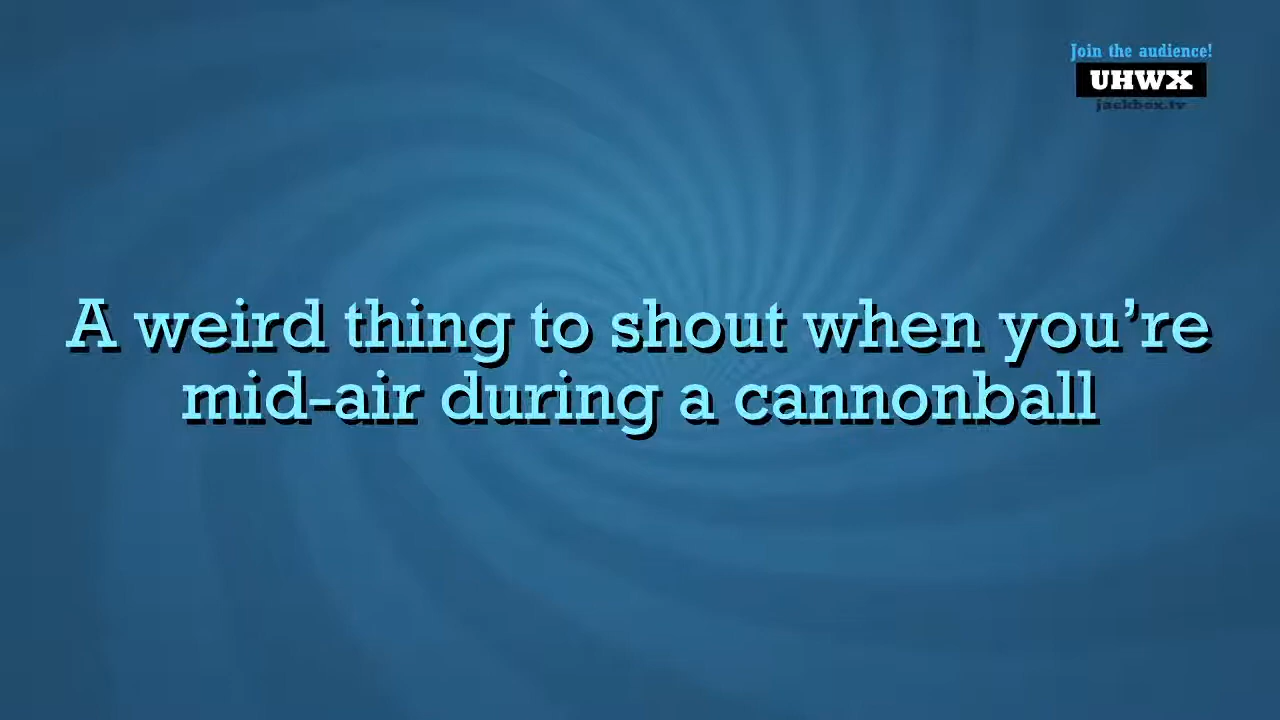 Join the audience!
UHWX
jackbox.tv
A weird thing to shout when you’re
mid-air during a cannonball